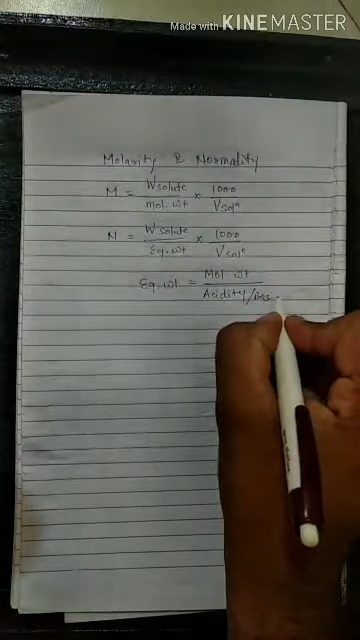 Made with KINEMASTER
Molarity & Normality
M = Wsolute / mol. wt × 1000 / Vsolⁿ
N = Wsolute / Eq. wt × 1000 / Vsolⁿ
Eq. wt = Mol wt / Acidity/Bas